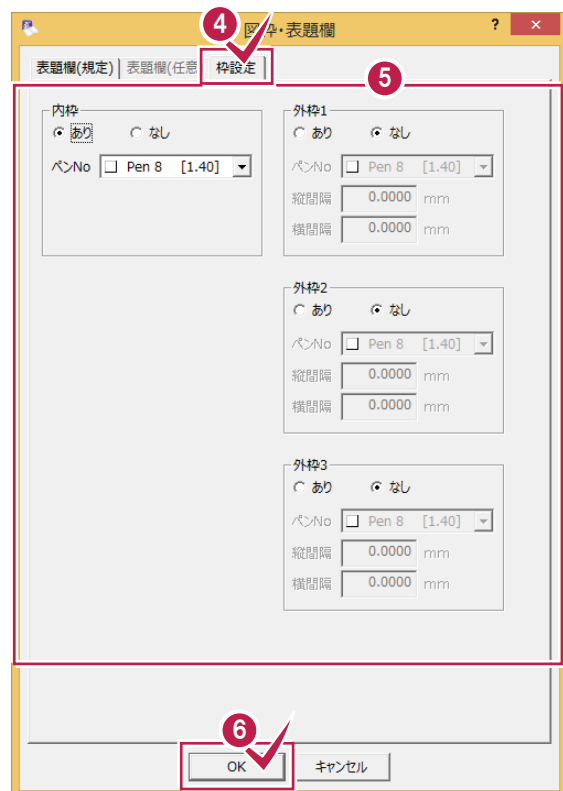 4
図枠・表題欄
? ×
表題欄(規定) 表題欄(任意 枠設定
5
内枠
あり なし
ペンNo Pen 8 [1.40]
外枠1
あり なし
ペンNo Pen 8 [1.40]
縦間隔 0.0000 mm
横間隔 0.0000 mm
外枠2
あり なし
ペンNo Pen 8 [1.40]
縦間隔 0.0000 mm
横間隔 0.0000 mm
外枠3
あり なし
ペンNo Pen 8 [1.40]
縦間隔 0.0000 mm
横間隔 0.0000 mm
6
OK キャンセル